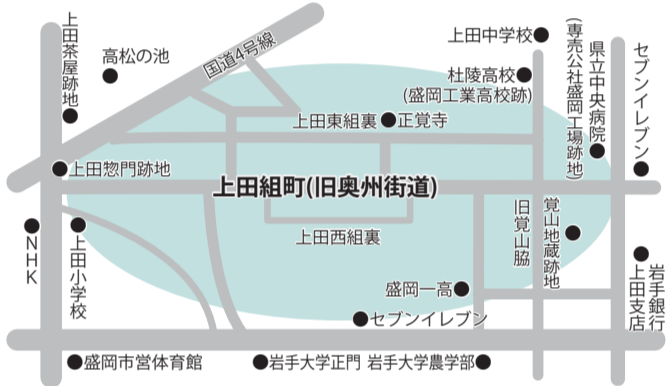 上田茶屋跡地
高松の池
国道4号線
上田中学校
杜陵高校
(盛岡工業高校跡)
県立中央病院
(専売公社盛岡工場跡地)
セブンイレブン
上田東組裏
正覚寺
上田惣門跡地
上田組町(旧奥州街道)
上田西組裏
旧覚山脇
覚山地蔵跡地
NHK
上田小学校
盛岡一高
セブンイレブン
岩手銀行
上田支店
盛岡市営体育館
岩手大学正門
岩手大学農学部